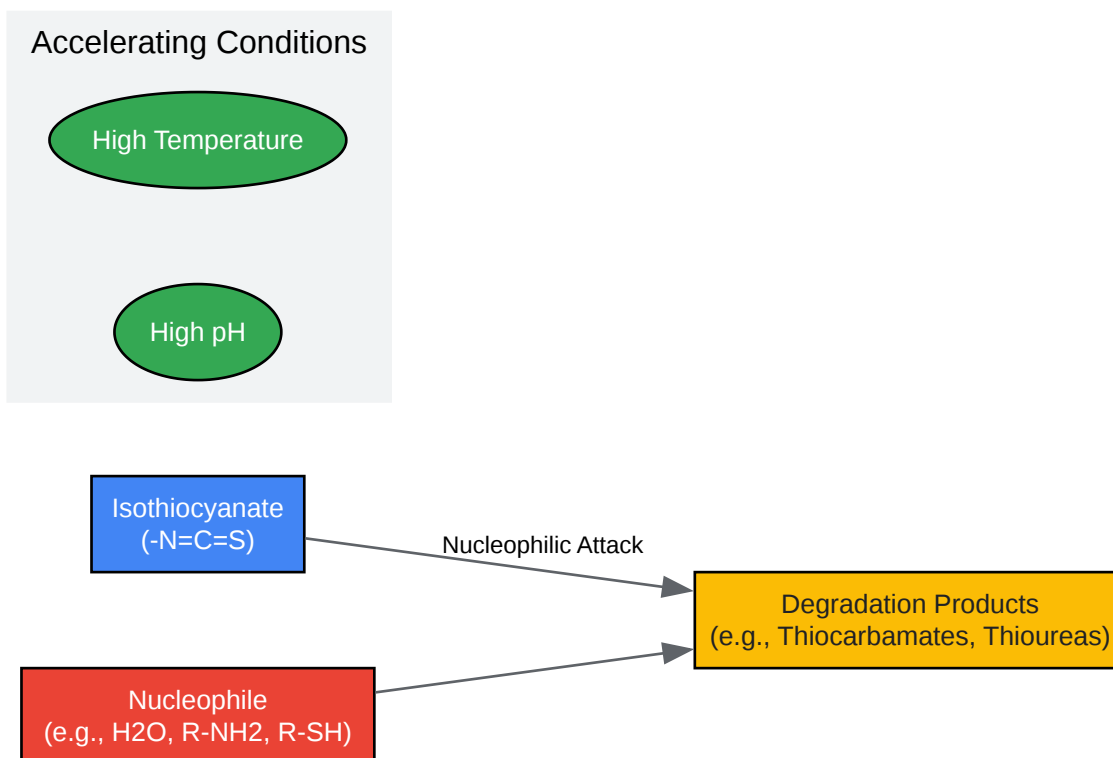 Accelerating Conditions
High Temperature
High pH
Isothiocyanate
(-N=C=S)
Nucleophilic Attack
Degradation Products
(e.g., Thiocarbamates, Thioureas)
Nucleophile
(e.g., H2O, R-NH2, R-SH)